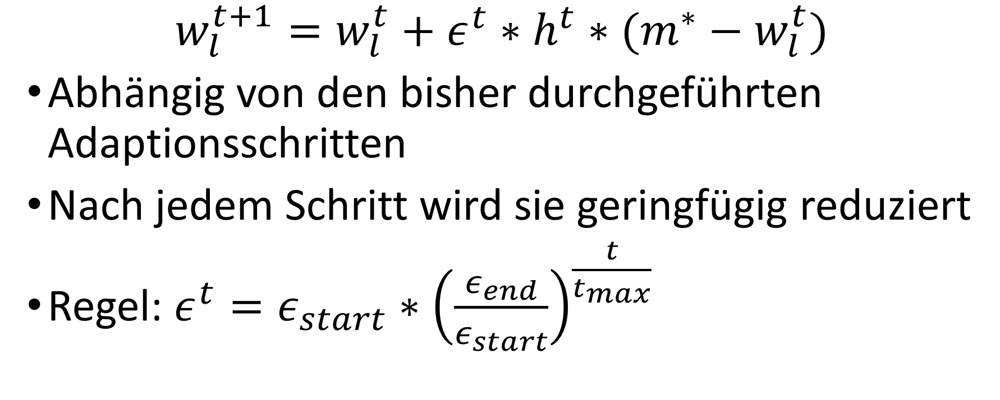 $w_l^{t+1} = w_l^t + \epsilon^t * h^t * (m^* - w_l^t)$
• Abhängig von den bisher durchgeführten
Adaptionsschritten
• Nach jedem Schritt wird sie geringfügig reduziert
• Regel: $\epsilon^t = \epsilon_{start} * \left(\frac{\epsilon_{end}}{\epsilon_{start}}\right)^{\frac{t}{t_{max}}}$